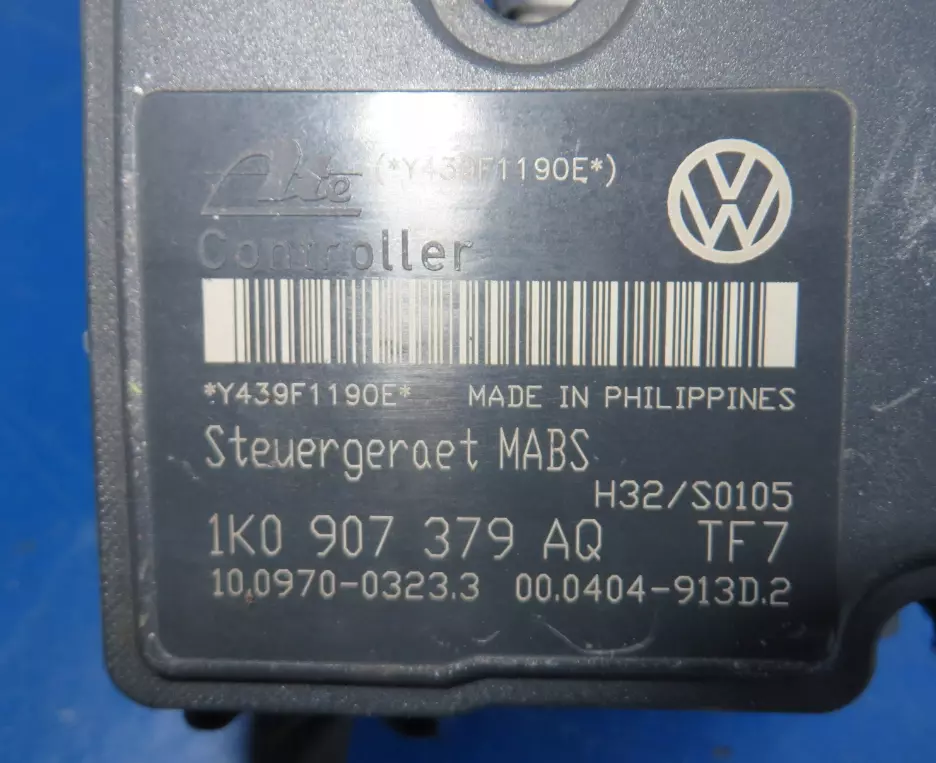 Ate (*Y439F1190E*)
Controller
*Y439F1190E* MADE IN PHILIPPINES
Steuergeraet MABS
H32/S0105
1K0 907 379 AQ TF7
10.0970-0323.3 00.0404-913D.2